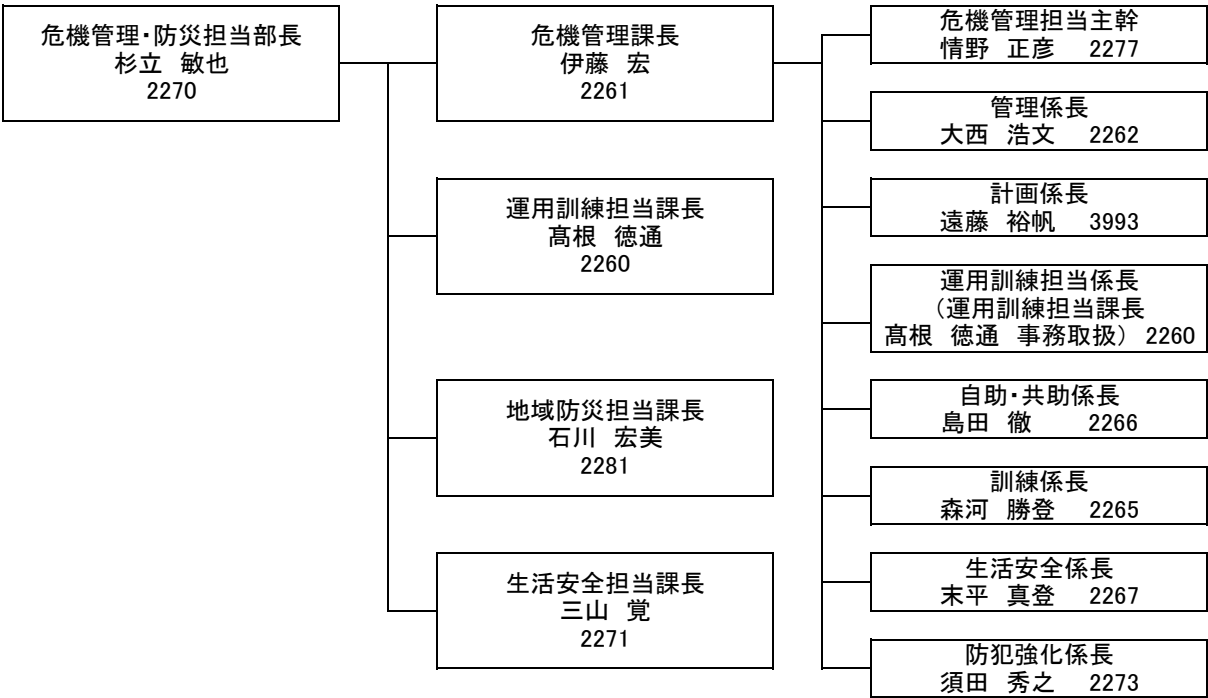 危機管理・防災担当部長
杉立 敏也
2270
危機管理課長
伊藤 宏
2261
運用訓練担当課長
髙根 徳通
2260
地域防災担当課長
石川 宏美
2281
生活安全担当課長
三山 覚
2271
危機管理担当主幹
情野 正彦 2277
管理係長
大西 浩文 2262
計画係長
遠藤 裕帆 3993
運用訓練担当係長
（運用訓練担当課長
髙根 徳通 事務取扱） 2260
自助・共助係長
島田 徹 2266
訓練係長
森河 勝登 2265
生活安全係長
末平 真登 2267
防犯強化係長
須田 秀之 2273